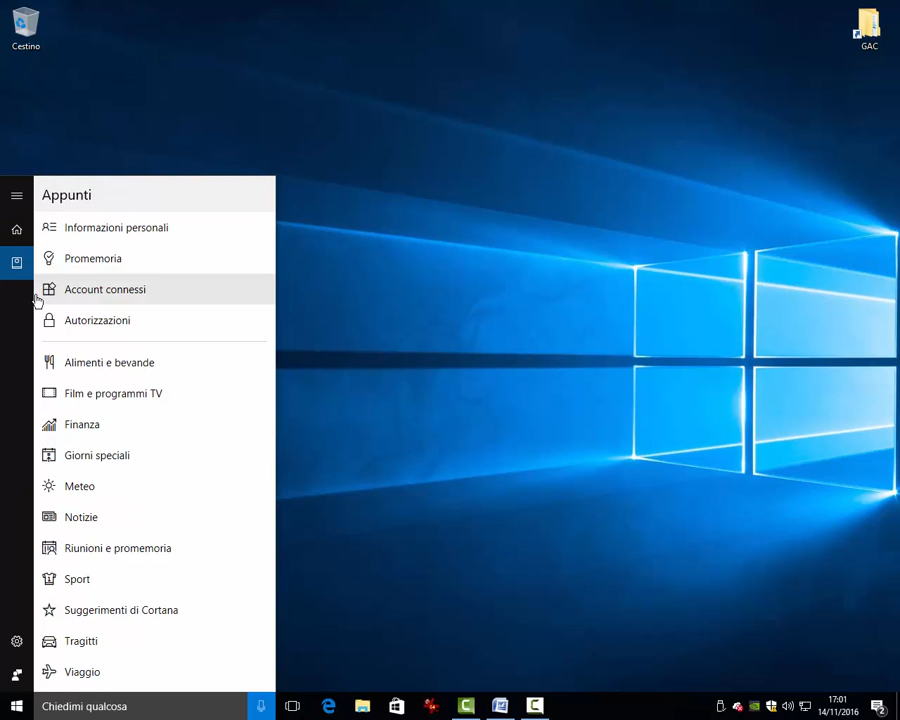 Cestino
GAC
Appunti
Informazioni personali
Promemoria
Account connessi
Autorizzazioni
Alimenti e bevande
Film e programmi TV
Finanza
Giorni speciali
Meteo
Notizie
Riunioni e promemoria
Sport
Suggerimenti di Cortana
Tragitti
Viaggio
Chiedimi qualcosa
17:01
14/11/2016
2